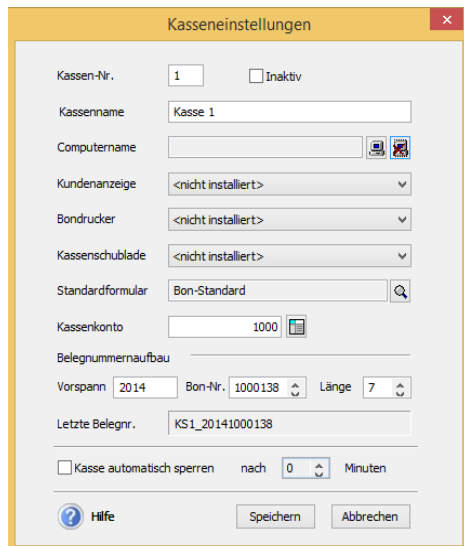 Kasseneinstellungen
Kassen-Nr. 1 Inaktiv
Kassenname Kasse 1
Computername
Kundenanzeige <nicht installiert>
Bondrucker <nicht installiert>
Kassenschublade <nicht installiert>
Standardformular Bon-Standard
Kassenkonto 1000
Belegnummernaufbau
Vorspann 2014 Bon-Nr. 1000138 Länge 7
Letzte Belegnr. KS1_20141000138
Kasse automatisch sperren nach 0 Minuten
Hilfe Speichern Abbrechen